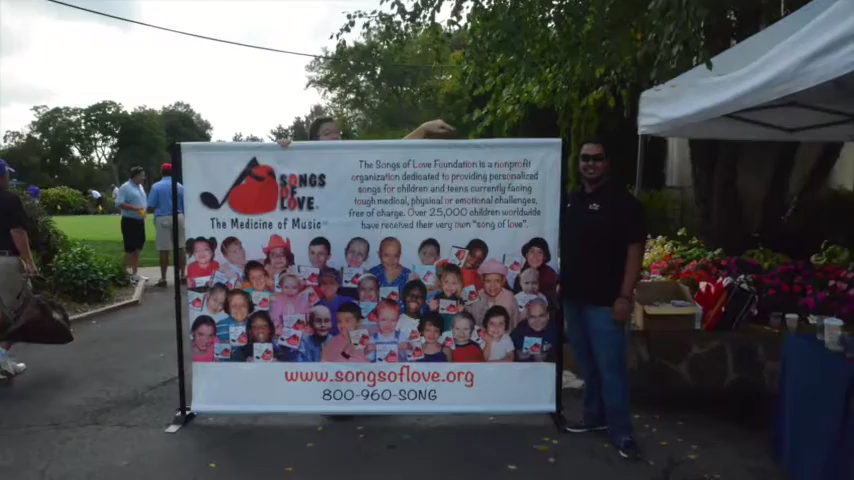 SONGS
OF
LOVE
The Medicine of Music™
The Songs of Love Foundation is a nonprofit
organization dedicated to providing personalized
songs for children and teens currently facing
tough medical, physical or emotional challenges,
free of charge. Over 25,000 children worldwide
have received their very own "song of love".
www.songsoflove.org
800-960-SONG